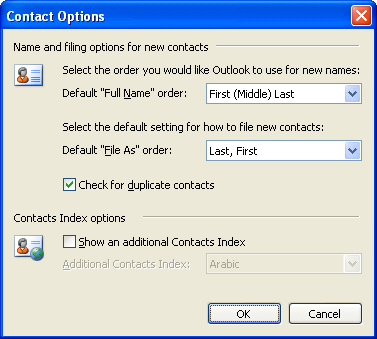 Contact Options
Name and filing options for new contacts
Select the order you would like Outlook to use for new names:
Default "Full Name" order: First (Middle) Last
Select the default setting for how to file new contacts:
Default "File As" order: Last, First
Check for duplicate contacts
Contacts Index options
Show an additional Contacts Index
Additional Contacts Index: Arabic
OK Cancel